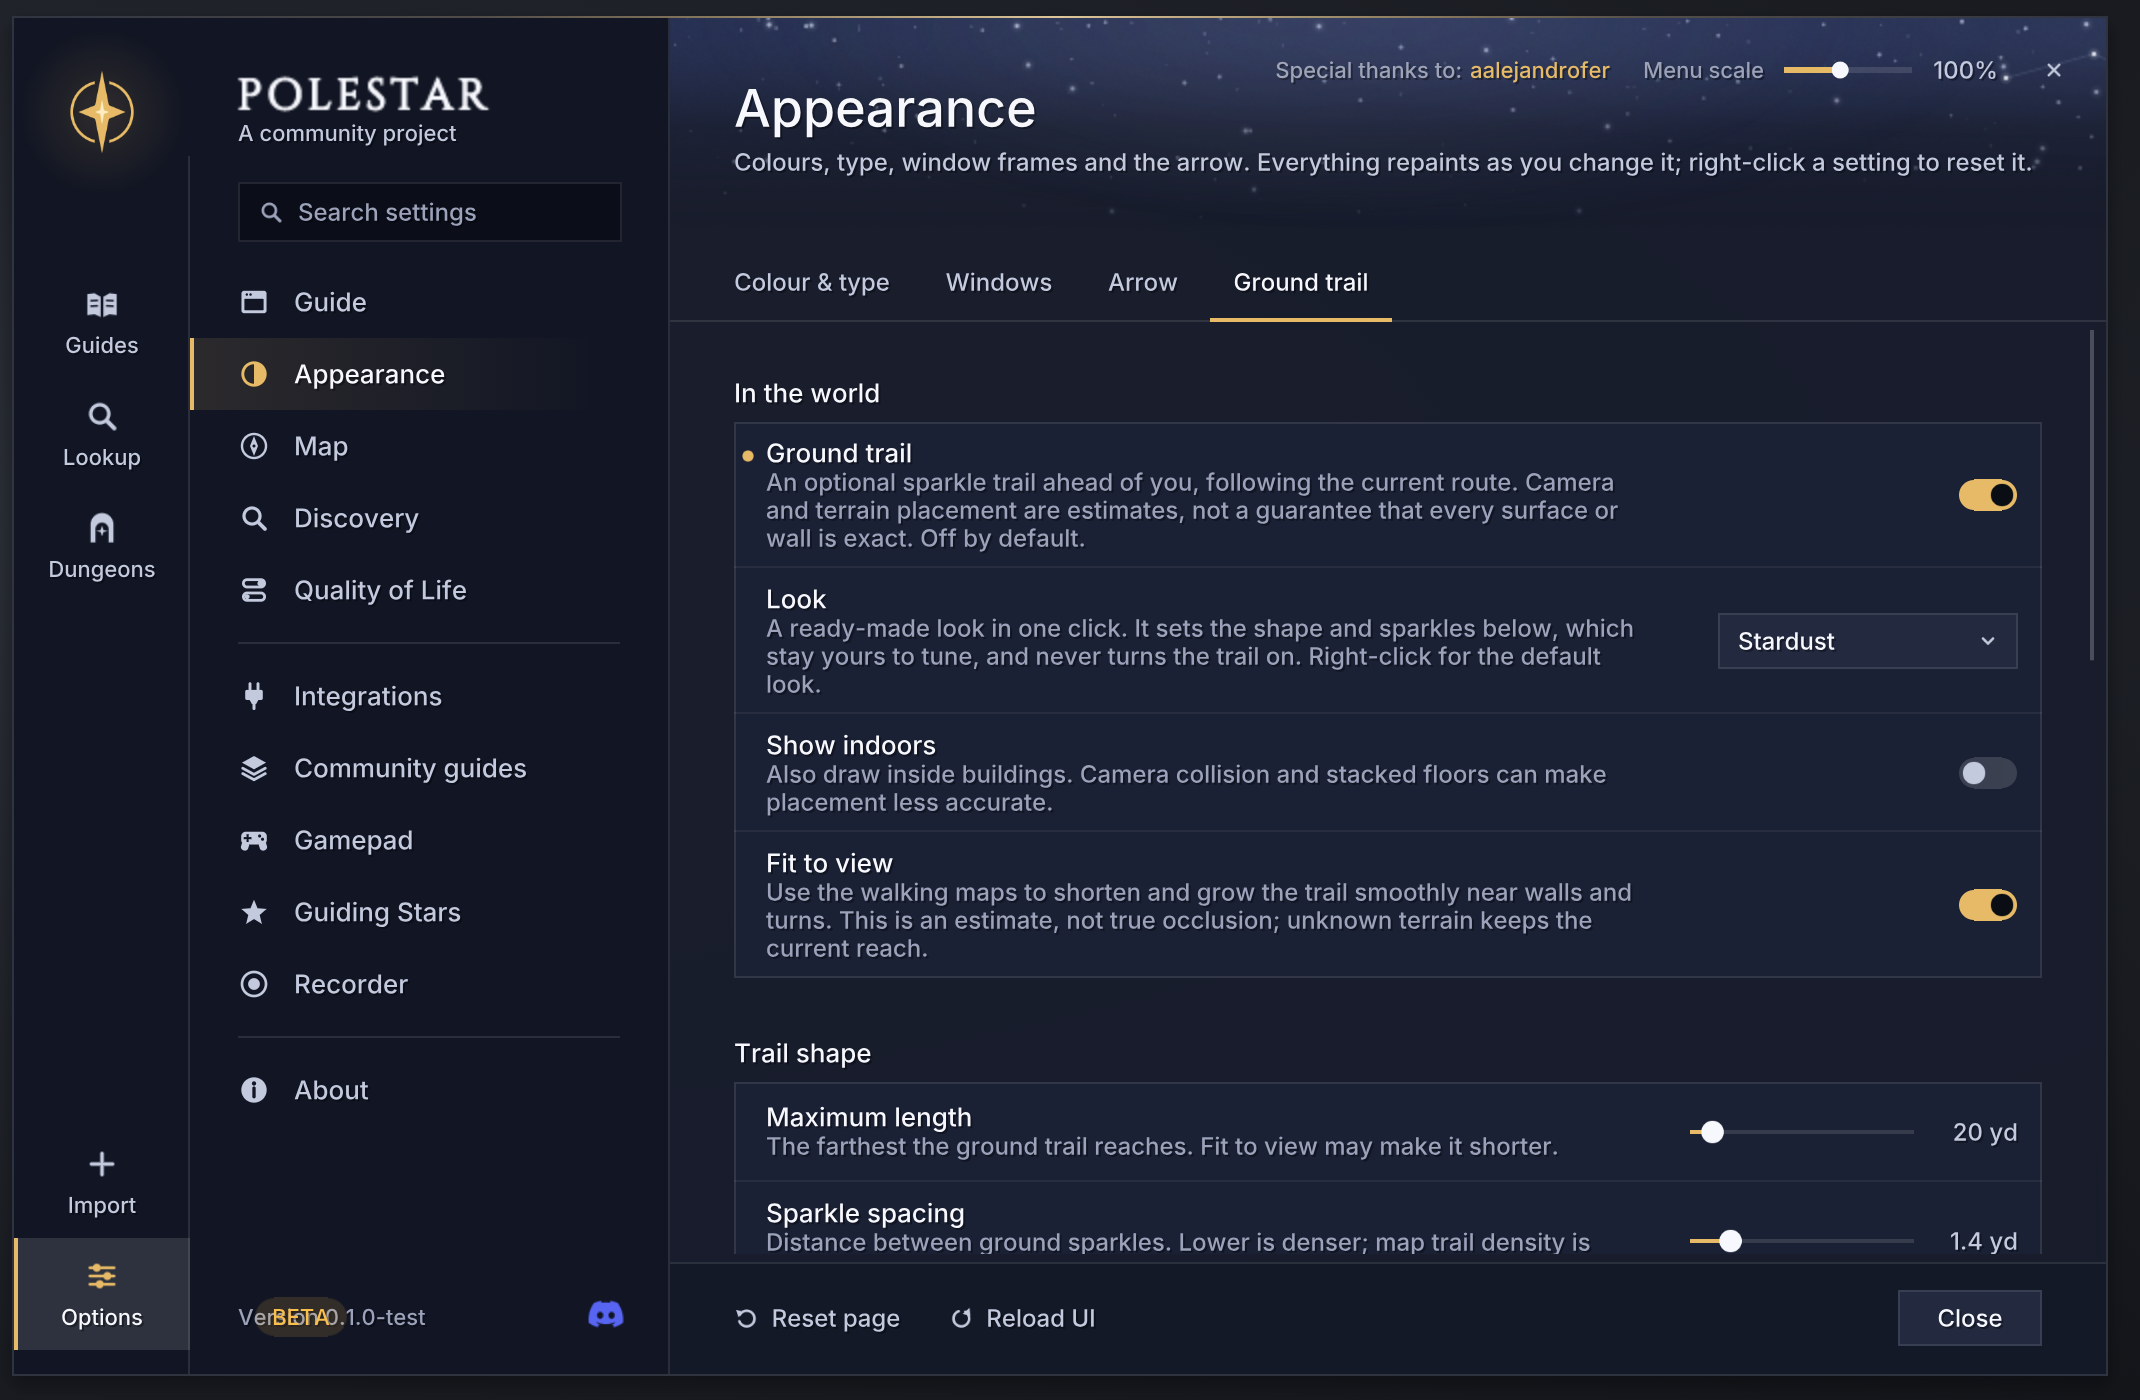 POLESTAR
A community project
Search settings
Guides
Lookup
Dungeons
Import
Options
Guide
Appearance
Map
Discovery
Quality of Life
Integrations
Community guides
Gamepad
Guiding Stars
Recorder
About
Version 0.1.0-test
BETA
Special thanks to: aalejandrofer
Menu scale
100%
Appearance
Colours, type, window frames and the arrow. Everything repaints as you change it; right-click a setting to reset it.
Colour & type
Windows
Arrow
Ground trail
In the world
Ground trail
An optional sparkle trail ahead of you, following the current route. Camera
and terrain placement are estimates, not a guarantee that every surface or
wall is exact. Off by default.
Look
A ready-made look in one click. It sets the shape and sparkles below, which
stay yours to tune, and never turns the trail on. Right-click for the default
look.
Stardust
Show indoors
Also draw inside buildings. Camera collision and stacked floors can make
placement less accurate.
Fit to view
Use the walking maps to shorten and grow the trail smoothly near walls and
turns. This is an estimate, not true occlusion; unknown terrain keeps the
current reach.
Trail shape
Maximum length
The farthest the ground trail reaches. Fit to view may make it shorter.
20 yd
Sparkle spacing
Distance between ground sparkles. Lower is denser; map trail density is
1.4 yd
Reset page
Reload UI
Close